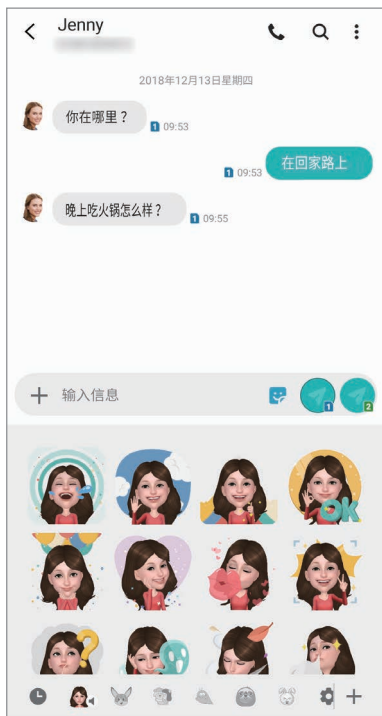 Jenny
2018年12月13日星期四
你在哪里？
1 09:53
在回家路上
1 09:53
晚上吃火锅怎么样？
1 09:55
输入信息
1
2
OK